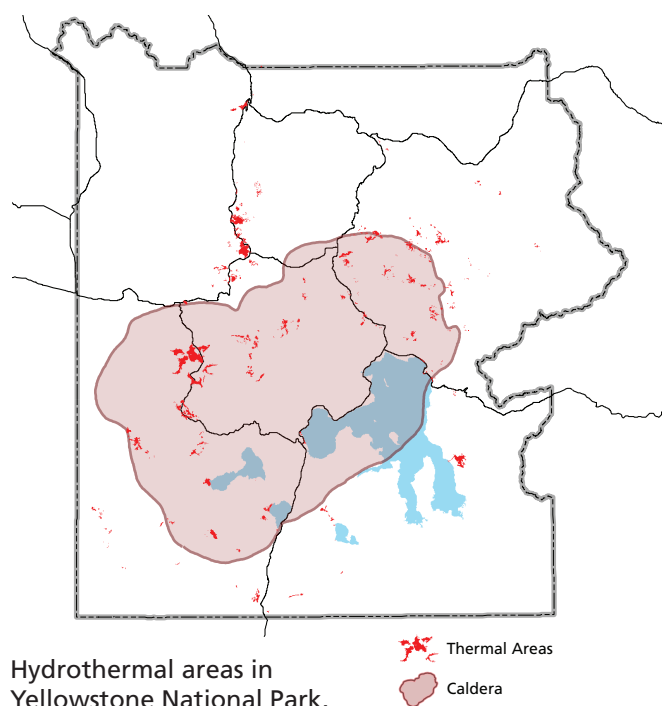 Thermal Areas
Hydrothermal areas in
Yellowstone National Park.
Caldera